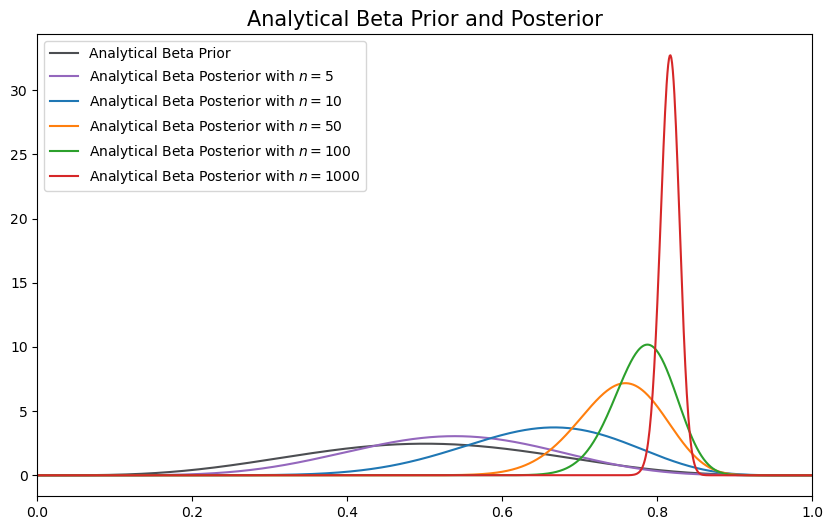 Analytical Beta Prior and Posterior
Analytical Beta Prior
Analytical Beta Posterior with n = 5
Analytical Beta Posterior with n = 10
Analytical Beta Posterior with n = 50
Analytical Beta Posterior with n = 100
Analytical Beta Posterior with n = 1000
30
25
20
15
10
5
0
0.0 0.2 0.4 0.6 0.8 1.0